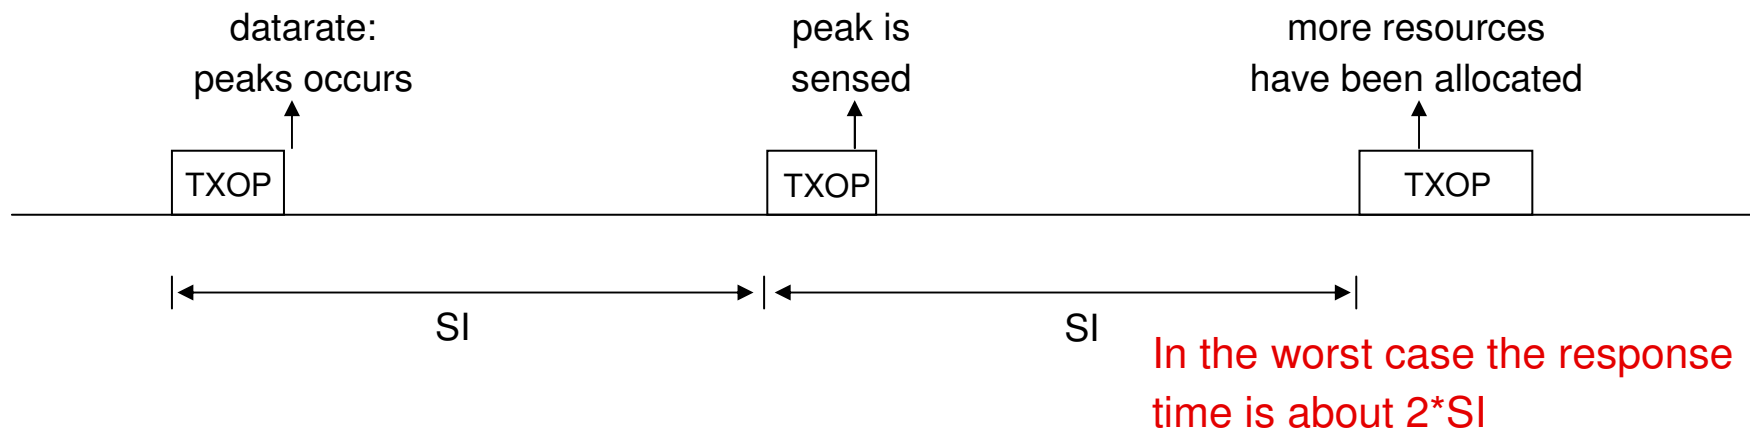 datarate:
peaks occurs
peak is
sensed
more resources
have been allocated
TXOP
TXOP
TXOP
SI
SI
In the worst case the response
time is about 2*SI